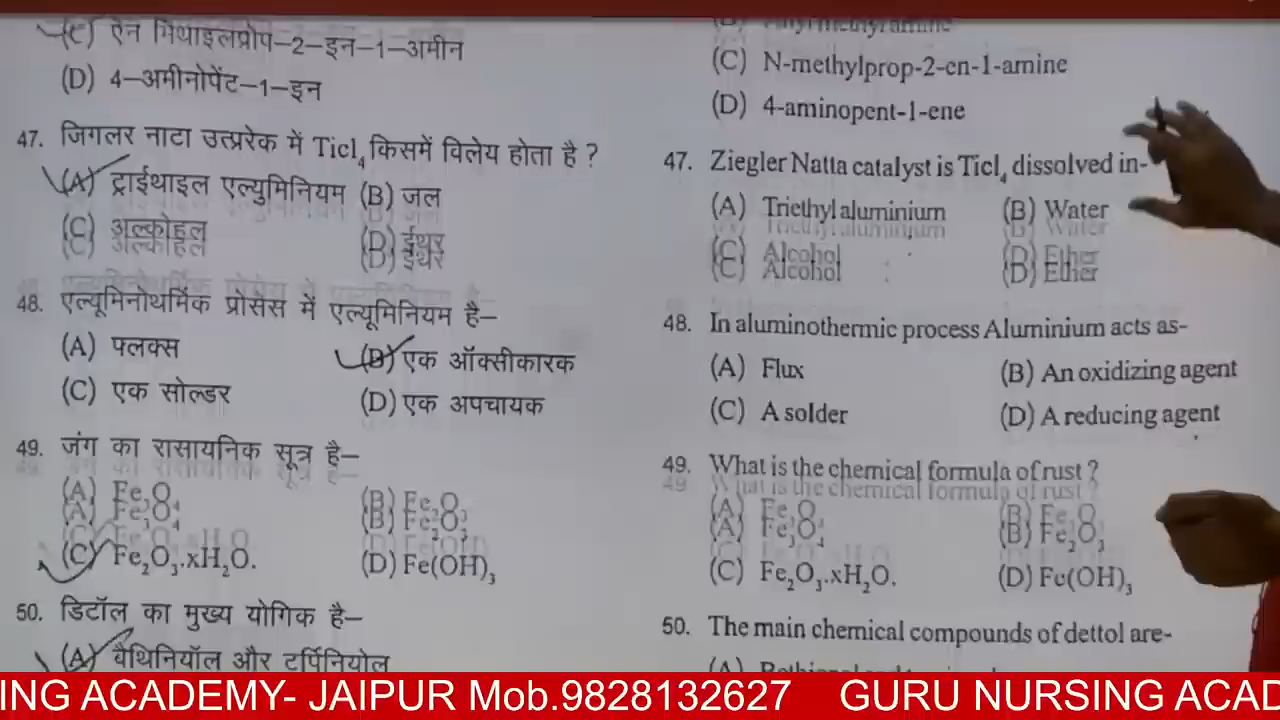 (C) ऐन मिथाइलप्रोप–2–इन–1–अमीन
(D) 4–अमीनोपेंट–1–इन
47. जिगलर नाटा उत्प्ररेक में Ticl4 किसमें विलेय होता है ?
(A) ट्राईथाइल एल्युमिनियम (B) जल
(C) अल्कोहल (D) ईथर
48. एल्यूमिनोथर्मिक प्रोसेस में एल्यूमिनियम है–
(A) पलक्स (B) एक ऑक्सीकारक
(C) एक सोल्डर (D) एक अपचायक
49. जंग का रासायनिक सूत्र है–
(A) Fe3O4 (B) Fe2O3
(C) Fe2O3.xH2O. (D) Fe(OH)3
50. डिटॉल का मुख्य योगिक है–
(A) बैथिनियॉल और टर्पिनियोल
(C) N-methylprop-2-en-1-amine
(D) 4-aminopent-1-ene
47. Ziegler Natta catalyst is Ticl4 dissolved in-
(A) Triethyl aluminium (B) Water
(C) Alcohol (D) Ether
48. In aluminothermic process Aluminium acts as-
(A) Flux (B) An oxidizing agent
(C) A solder (D) A reducing agent
49. What is the chemical formula of rust ?
(A) Fe3O4 (B) Fe2O3
(C) Fe2O3.xH2O. (D) Fe(OH)3
50. The main chemical compounds of dettol are-
ING ACADEMY- JAIPUR Mob.9828132627 GURU NURSING ACAD